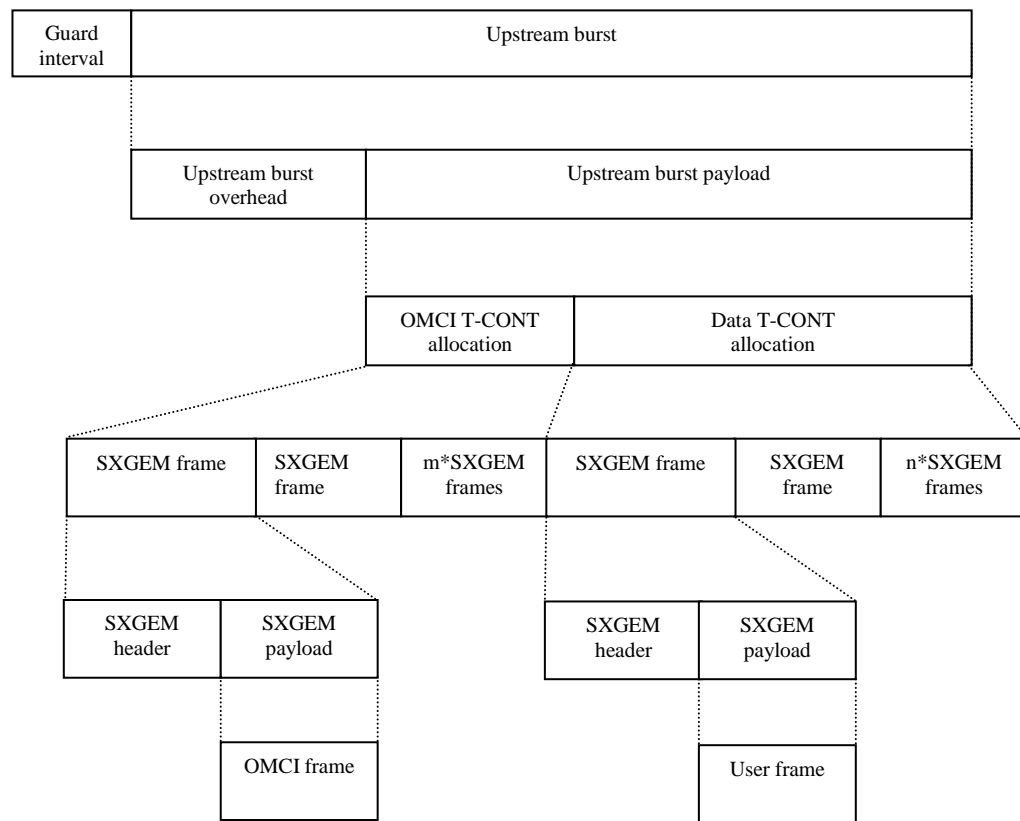 Guard
interval
Upstream burst
Upstream burst
overhead
Upstream burst payload
OMCI T-CONT
allocation
Data T-CONT
allocation
SXGEM frame
SXGEM
frame
m*SXGEM
frames
SXGEM frame
SXGEM
frame
n*SXGEM
frames
SXGEM
header
SXGEM
payload
SXGEM
header
SXGEM
payload
OMCI frame
User frame